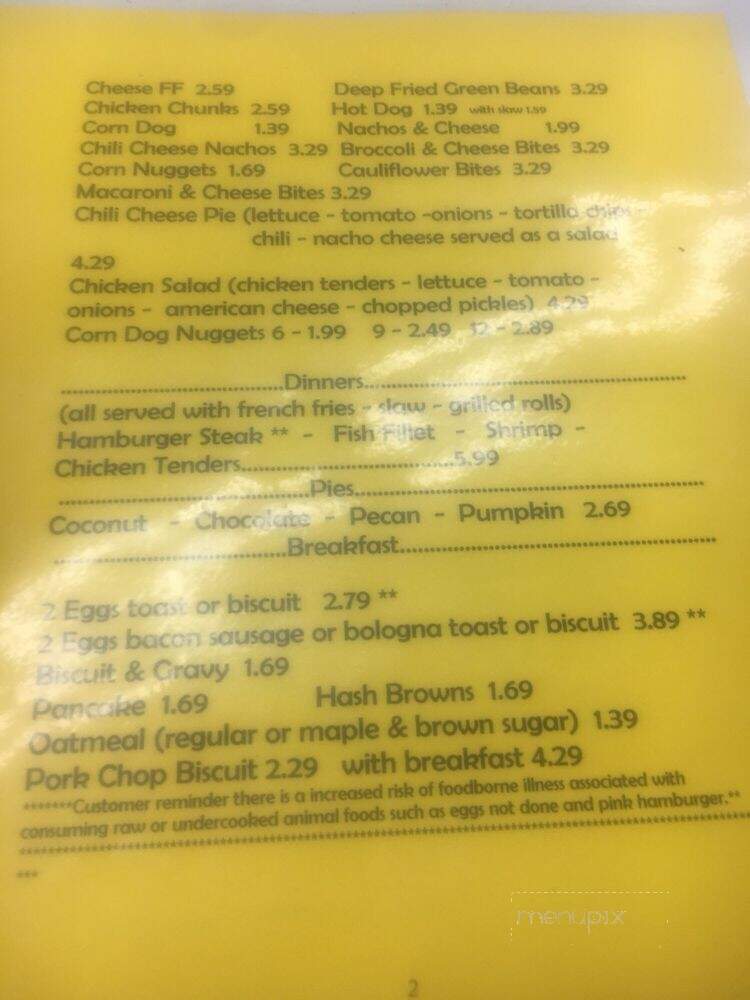 Cheese FF 2.59 Deep Fried Green Beans 3.29
Chicken Chunks 2.59 Hot Dog 1.39 with slaw 1.59
Corn Dog 1.39 Nachos & Cheese 1.99
Chili Cheese Nachos 3.29 Broccoli & Cheese Bites 3.29
Corn Nuggets 1.69 Cauliflower Bites 3.29
Macaroni & Cheese Bites 3.29
Chili Cheese Pie (lettuce - tomato -onions - tortilla chips -
chili - nacho cheese served as a salad
4.29
Chicken Salad (chicken tenders - lettuce - tomato -
onions - american cheese - chopped pickles) 4.29
Corn Dog Nuggets 6 - 1.99 9 - 2.49 12 - 2.89
Dinners
(all served with french fries - slaw - grilled rolls)
Hamburger Steak ** - Fish Fillet - Shrimp -
Chicken Tenders 5.99
Pies
Coconut - Chocolate - Pecan - Pumpkin 2.69
Breakfast
2 Eggs toast or biscuit 2.79 **
2 Eggs bacon sausage or bologna toast or biscuit 3.89 **
Biscuit & Gravy 1.69
Pancake 1.69 Hash Browns 1.69
Oatmeal (regular or maple & brown sugar) 1.39
Pork Chop Biscuit 2.29 with breakfast 4.29
*******Customer reminder there is a increased risk of foodborne illness associated with
consuming raw or undercooked animal foods such as eggs not done and pink hamburger.**
***
menupix
2